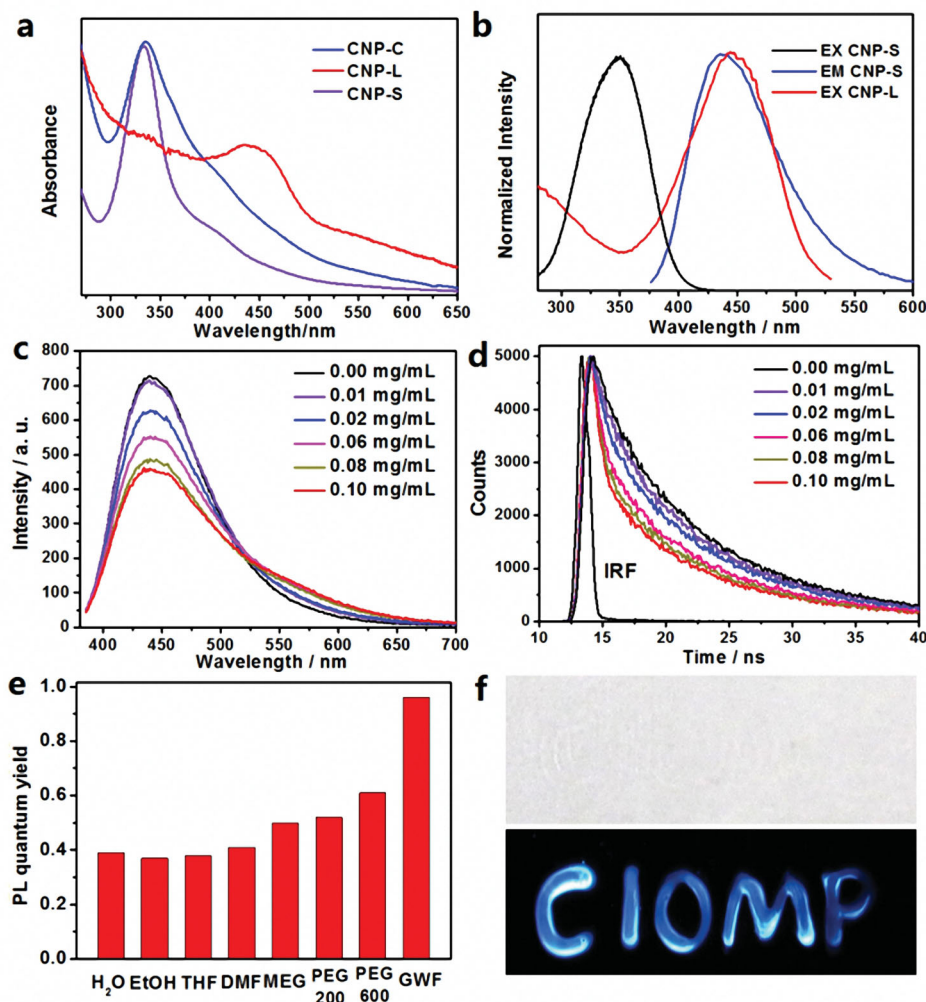 a
Absorbance
CNP-C
CNP-L
CNP-S
300 350 400 450 500 550 600 650
Wavelength/nm
b
Normalized Intensity
EX CNP-S
EM CNP-S
EX CNP-L
300 350 400 450 500 550 600
Wavelength / nm
c
Intensity / a. u.
800
700
600
500
400
300
200
100
0
0.00 mg/mL
0.01 mg/mL
0.02 mg/mL
0.06 mg/mL
0.08 mg/mL
0.10 mg/mL
400 450 500 550 600 650 700
Wavelength / nm
d
Counts
5000
4000
3000
2000
1000
0
0.00 mg/mL
0.01 mg/mL
0.02 mg/mL
0.06 mg/mL
0.08 mg/mL
0.10 mg/mL
IRF
10 15 20 25 30 35 40
Time / ns
e
PL quantum yield
1.0
0.8
0.6
0.4
0.2
0.0
H2O EtOH THF DMF MEG PEG 200 PEG 600 GWF
f
CIOMP